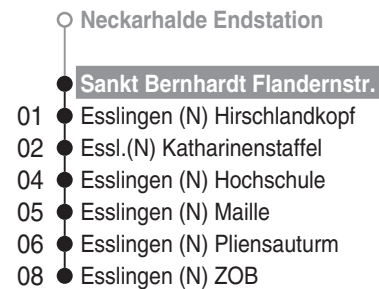 Neckarhalde Endstation
Sankt Bernhardt Flandernstr.
01 Esslingen (N) Hirschlandkopf
02 Essl.(N) Katharinenstaffel
04 Esslingen (N) Hochschule
05 Esslingen (N) Maille
06 Esslingen (N) Pliensauturm
08 Esslingen (N) ZOB